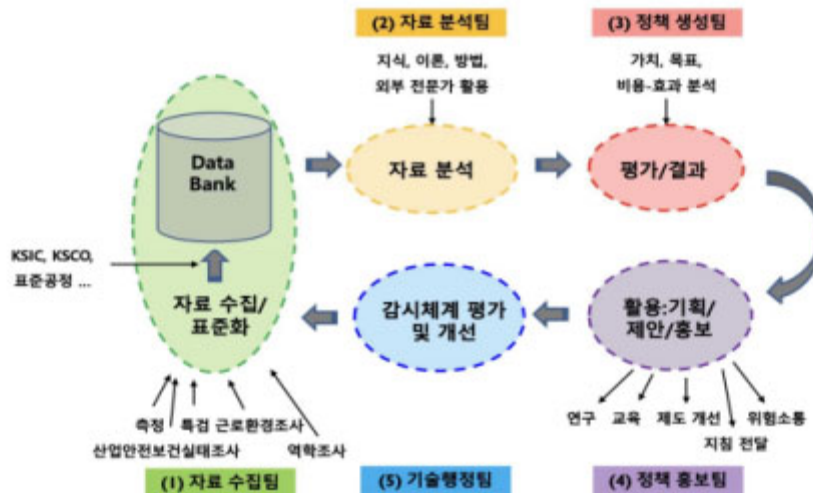 (2) 자료 분석팀
(3) 정책 생성팀
지식, 이론, 방법,
외부 전문가 활용
가치, 목표,
비용-효과 분석
Data
Bank
자료 분석
평가/결과
KSIC, KSCO,
표준공정 ...
자료 수집/
표준화
감시체계 평가
및 개선
활용:기획/
제안/홍보
측정 특검 근로환경조사
산업안전보건실태조사
역학조사
연구 교육 제도 개선 위험소통
지침 전달
(1) 자료 수집팀
(5) 기술행정팀
(4) 정책 홍보팀